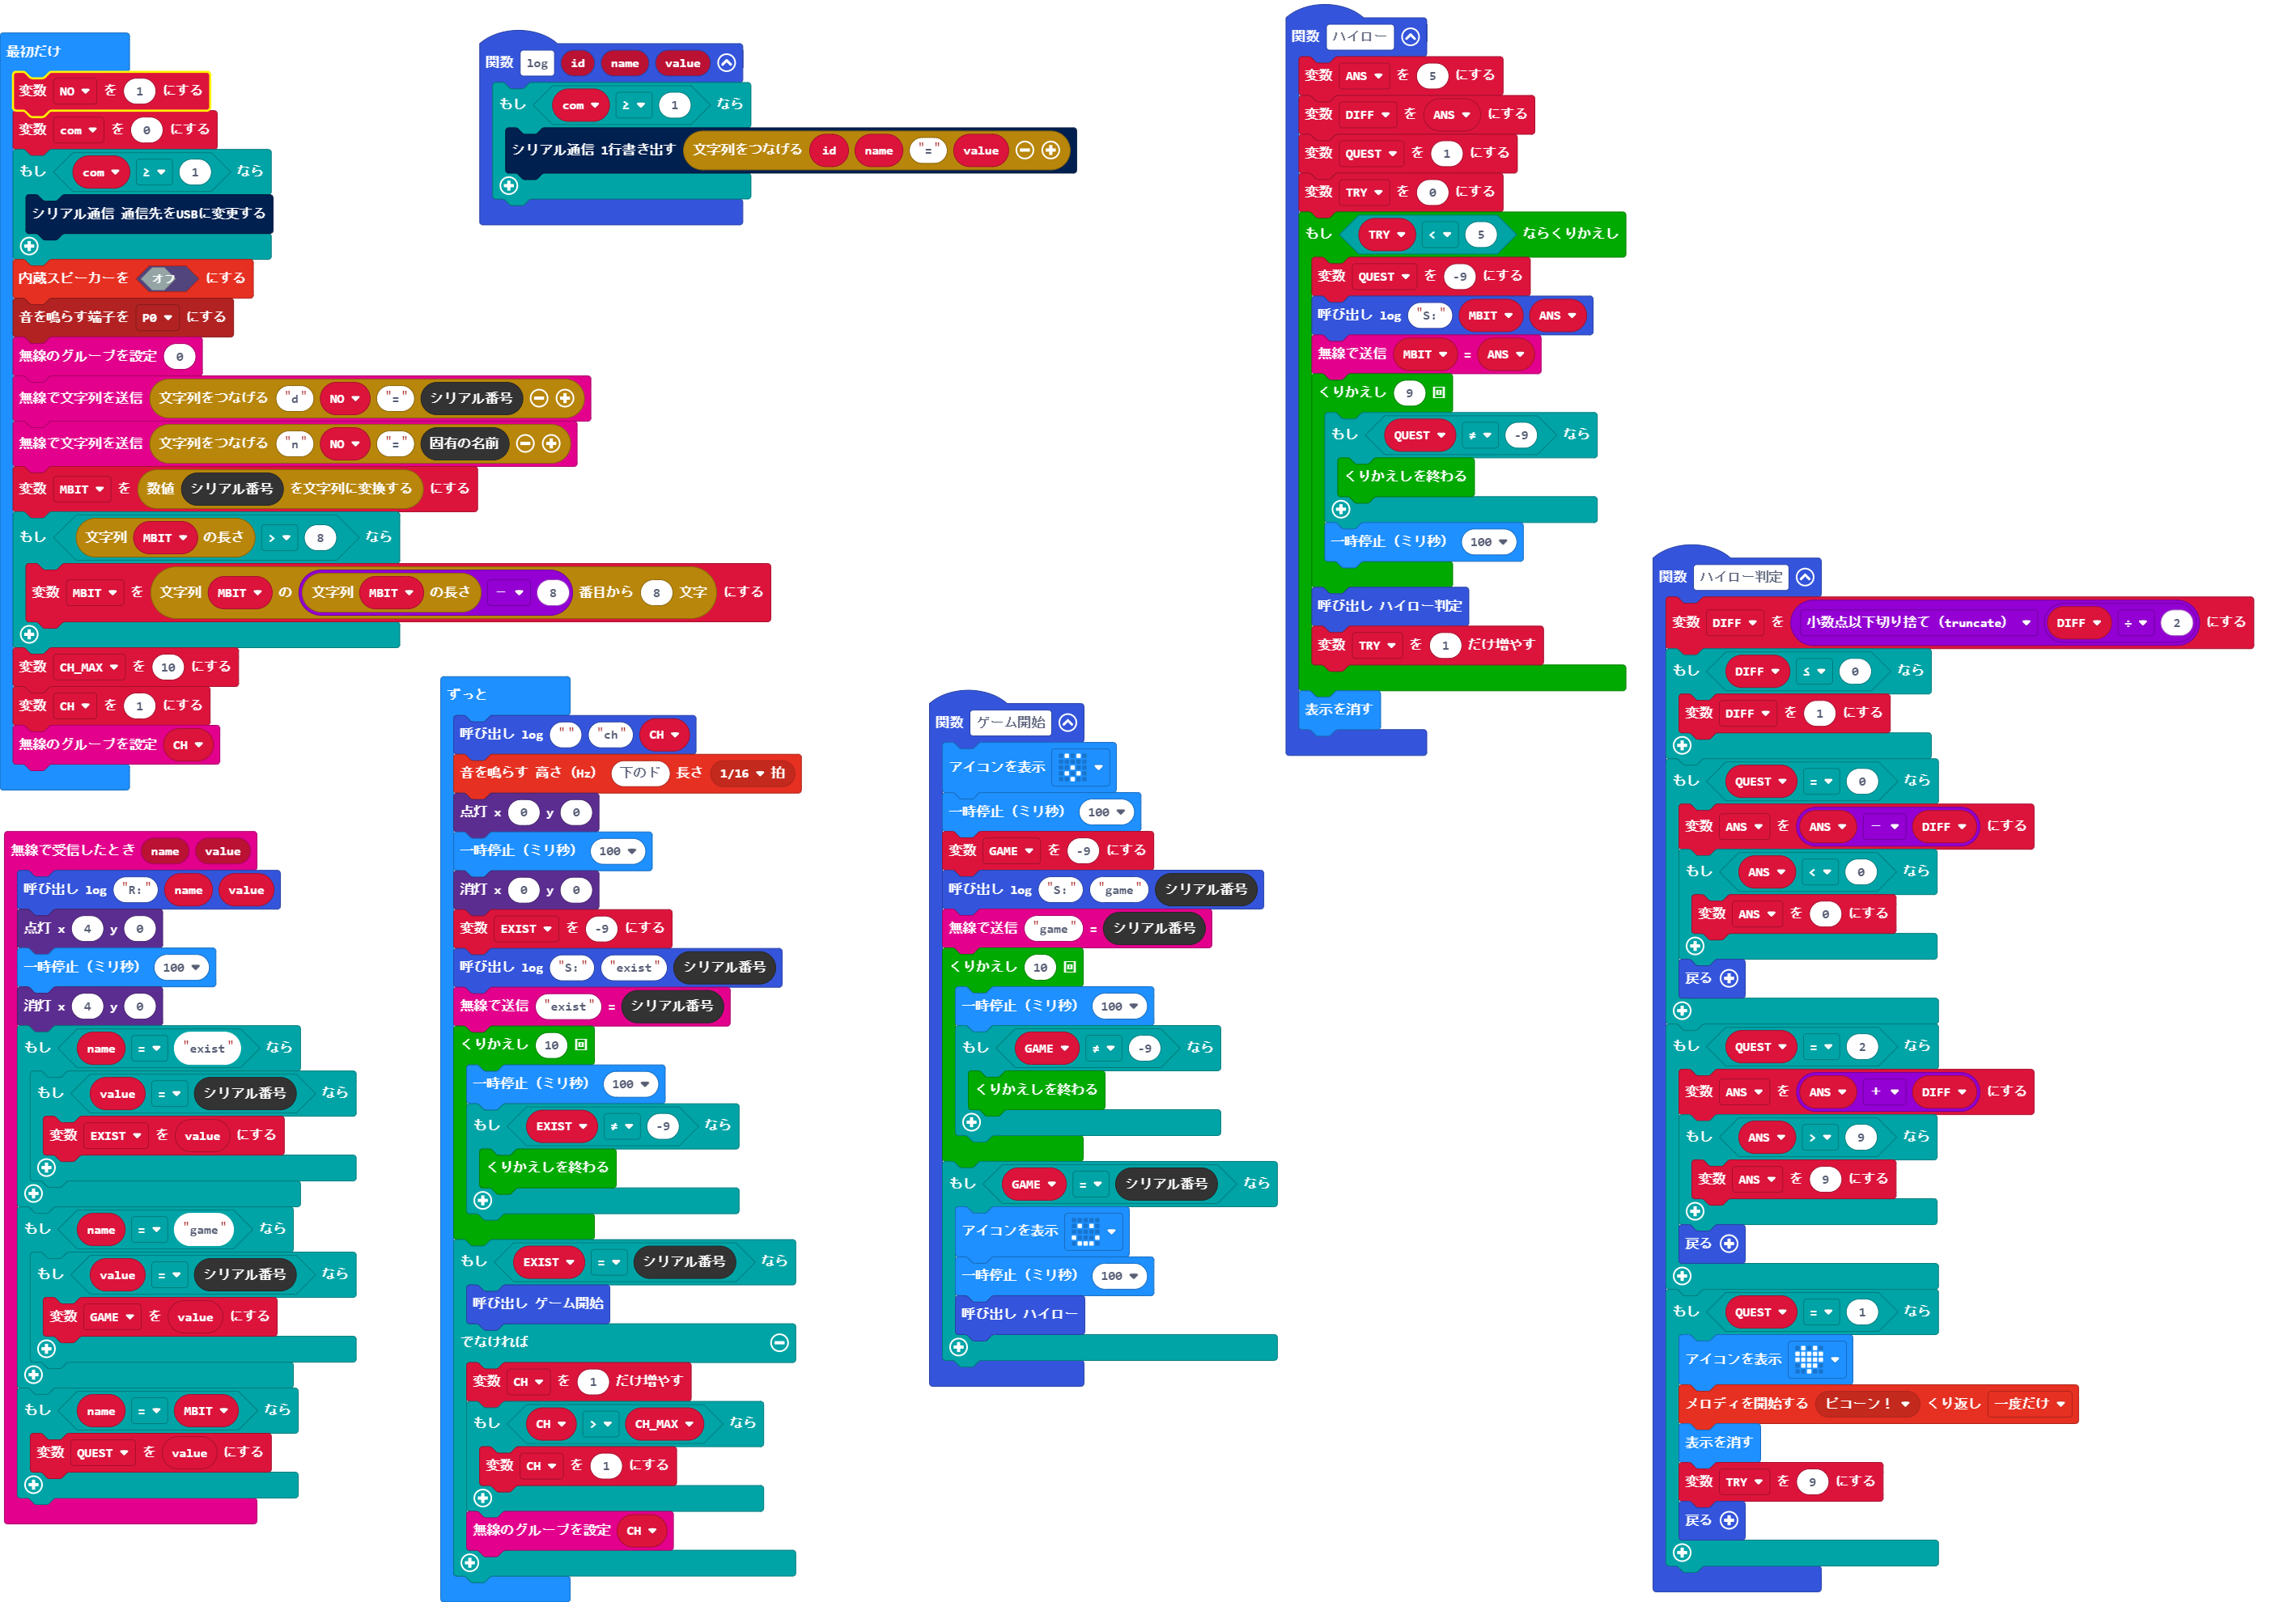 最初だけ
変数 NO を 1 にする
変数 com を 0 にする
もし com ≥ 1 なら
シリアル通信 通信先をUSBに変更する
内蔵スピーカーを オフ にする
音を鳴らす端子を P0 にする
無線のグループを設定 0
無線で文字列を送信 文字列をつなげる "d" NO "=" シリアル番号
無線で文字列を送信 文字列をつなげる "n" NO "=" 固有の名前
変数 MBIT を 数値 シリアル番号 を文字列に変換する にする
もし 文字列 MBIT の長さ > 8 なら
変数 MBIT を 文字列 MBIT の 文字列 MBIT の長さ - 8 番目から 8 文字 にする
変数 CH_MAX を 10 にする
変数 CH を 1 にする
無線のグループを設定 CH
無線で受信したとき name value
呼び出し log "R:" name value
点灯 x 4 y 0
一時停止（ミリ秒） 100
消灯 x 4 y 0
もし name = "exist" なら
もし value = シリアル番号 なら
変数 EXIST を value にする
もし name = "game" なら
もし value = シリアル番号 なら
変数 GAME を value にする
もし name = MBIT なら
変数 QUEST を value にする
関数 log id name value
もし com ≥ 1 なら
シリアル通信 1行書き出す 文字列をつなげる id name "=" value
ずっと
呼び出し log "" "ch" CH
音を鳴らす 高さ（Hz） 下のド 長さ 1/16 拍
点灯 x 0 y 0
一時停止（ミリ秒） 100
消灯 x 0 y 0
変数 EXIST を -9 にする
呼び出し log "S:" "exist" シリアル番号
無線で送信 "exist" = シリアル番号
くりかえし 10 回
一時停止（ミリ秒） 100
もし EXIST ≠ -9 なら
くりかえしを終わる
もし EXIST = シリアル番号 なら
呼び出し ゲーム開始
でなければ
変数 CH を 1 だけ増やす
もし CH > CH_MAX なら
変数 CH を 1 にする
無線のグループを設定 CH
関数 ゲーム開始
アイコンを表示
一時停止（ミリ秒） 100
変数 GAME を -9 にする
呼び出し log "S:" "game" シリアル番号
無線で送信 "game" = シリアル番号
くりかえし 10 回
一時停止（ミリ秒） 100
もし GAME ≠ -9 なら
くりかえしを終わる
もし GAME = シリアル番号 なら
アイコンを表示
一時停止（ミリ秒） 100
呼び出し ハイロー
関数 ハイロー
変数 ANS を 5 にする
変数 DIFF を ANS にする
変数 QUEST を 1 にする
変数 TRY を 0 にする
もし TRY < 5 ならくりかえし
変数 QUEST を -9 にする
呼び出し log "S:" MBIT ANS
無線で送信 MBIT = ANS
くりかえし 9 回
もし QUEST ≠ -9 なら
くりかえしを終わる
一時停止（ミリ秒） 100
呼び出し ハイロー判定
変数 TRY を 1 だけ増やす
表示を消す
関数 ハイロー判定
変数 DIFF を 小数点以下切り捨て（truncate） DIFF ÷ 2 にする
もし DIFF ≤ 0 なら
変数 DIFF を 1 にする
もし QUEST = 0 なら
変数 ANS を ANS - DIFF にする
もし ANS < 0 なら
変数 ANS を 0 にする
戻る
もし QUEST = 2 なら
変数 ANS を ANS + DIFF にする
もし ANS > 9 なら
変数 ANS を 9 にする
戻る
もし QUEST = 1 なら
アイコンを表示
メロディを開始する ピコーン！ くり返し 一度だけ
表示を消す
変数 TRY を 9 にする
戻る